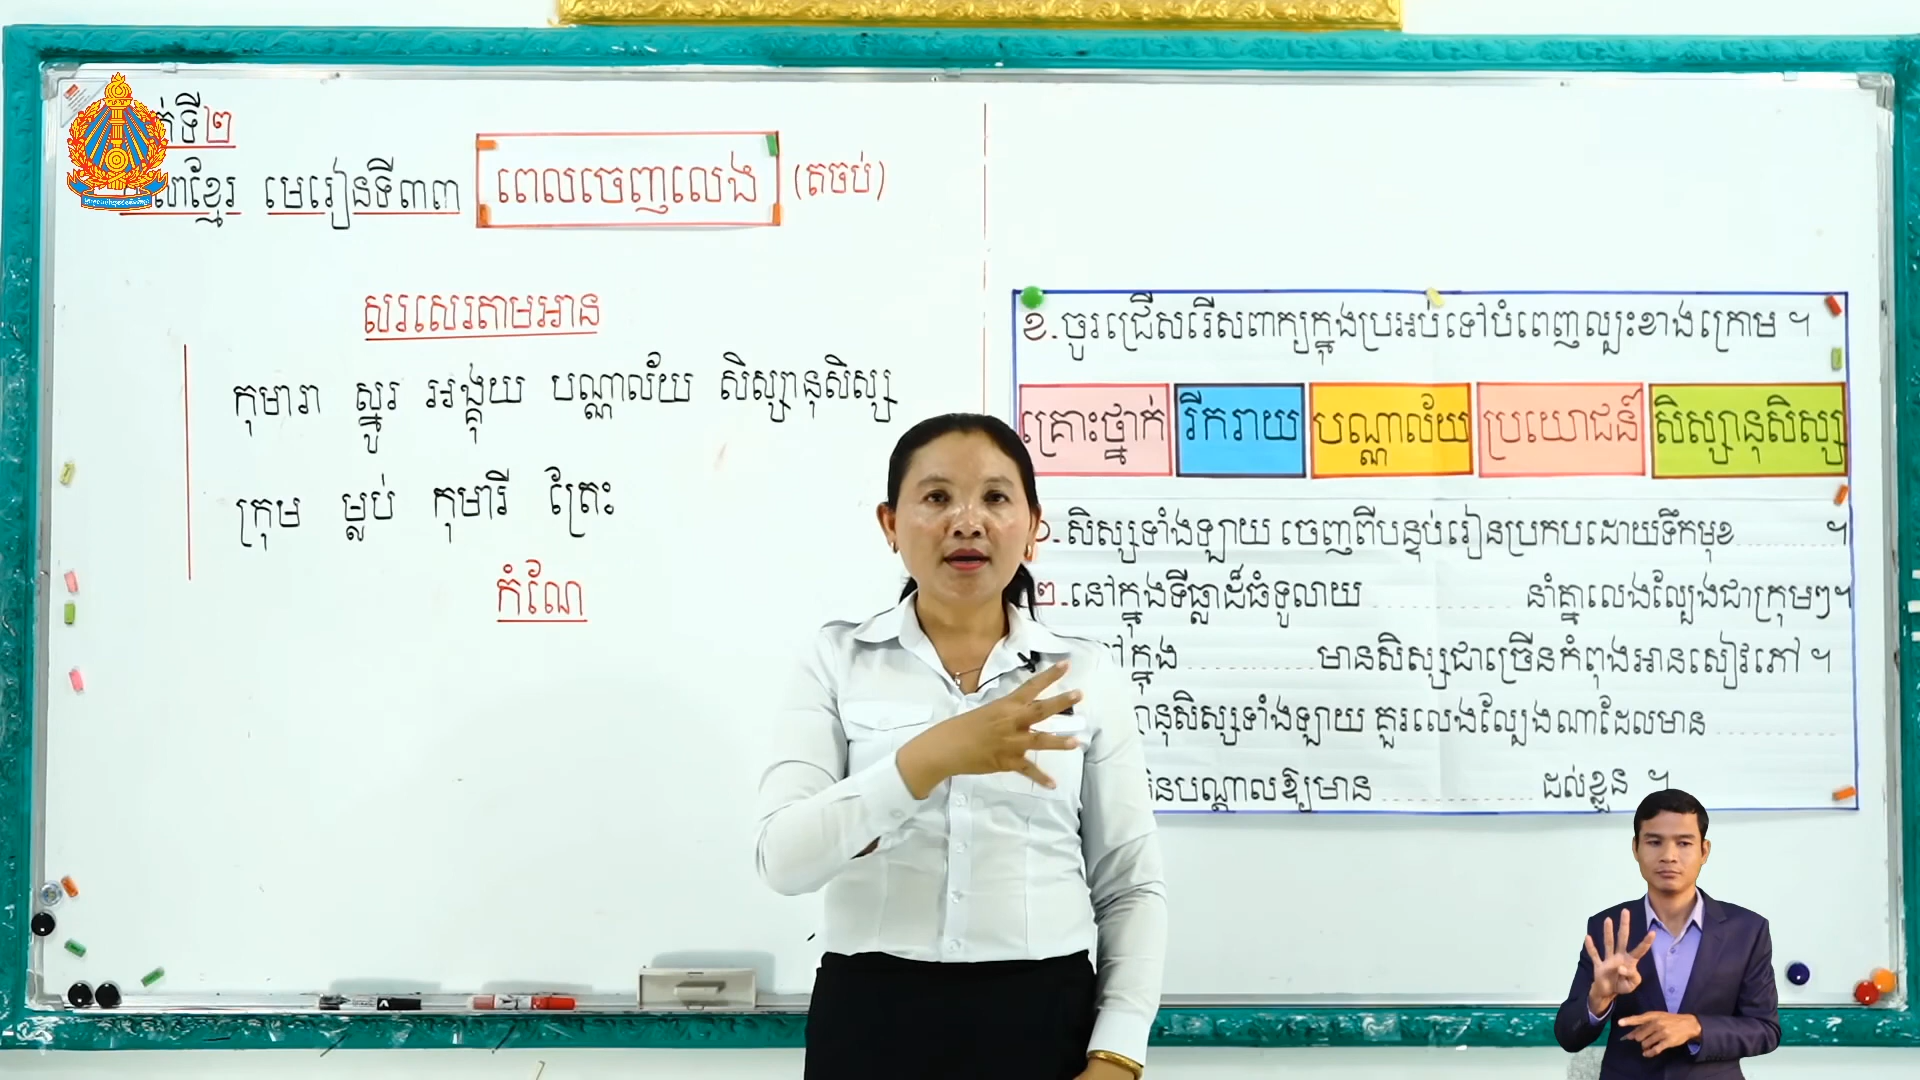 ទី២
ខ្មែរ មេរៀនទី៣៣ ពេលចេញលេង (តចប់)
សរសេរតាមអាន
កុមារា ស្នូរ អង្គុយ បណ្ណាល័យ សិស្សានុសិស្ស
ក្រុម ម្លប់ កុមារី ត្រែះ
កំណែ
ខ.ចូរជ្រើសរើសពាក្យក្នុងប្រអប់ទៅបំពេញល្បះខាងក្រោម ។
គ្រោះថ្នាក់ រីករាយ បណ្ណាល័យ ប្រយោជន៍ សិស្សានុសិស្ស
១.សិស្សទាំងឡាយ ចេញពីបន្ទប់រៀនប្រកបដោយទឹកមុខ ......... ។
២.នៅក្នុងទីធ្លាដ៏ធំទូលាយ ............ នាំគ្នាលេងល្បែងជាក្រុមៗ។
ក្នុង ............ មានសិស្សជាច្រើនកំពុងអានសៀវភៅ ។
នុសិស្សទាំងឡាយ គួរលេងល្បែងណាដែលមាន ............
បណ្ដាលឱ្យមាន ............ ដល់ខ្លួន ។